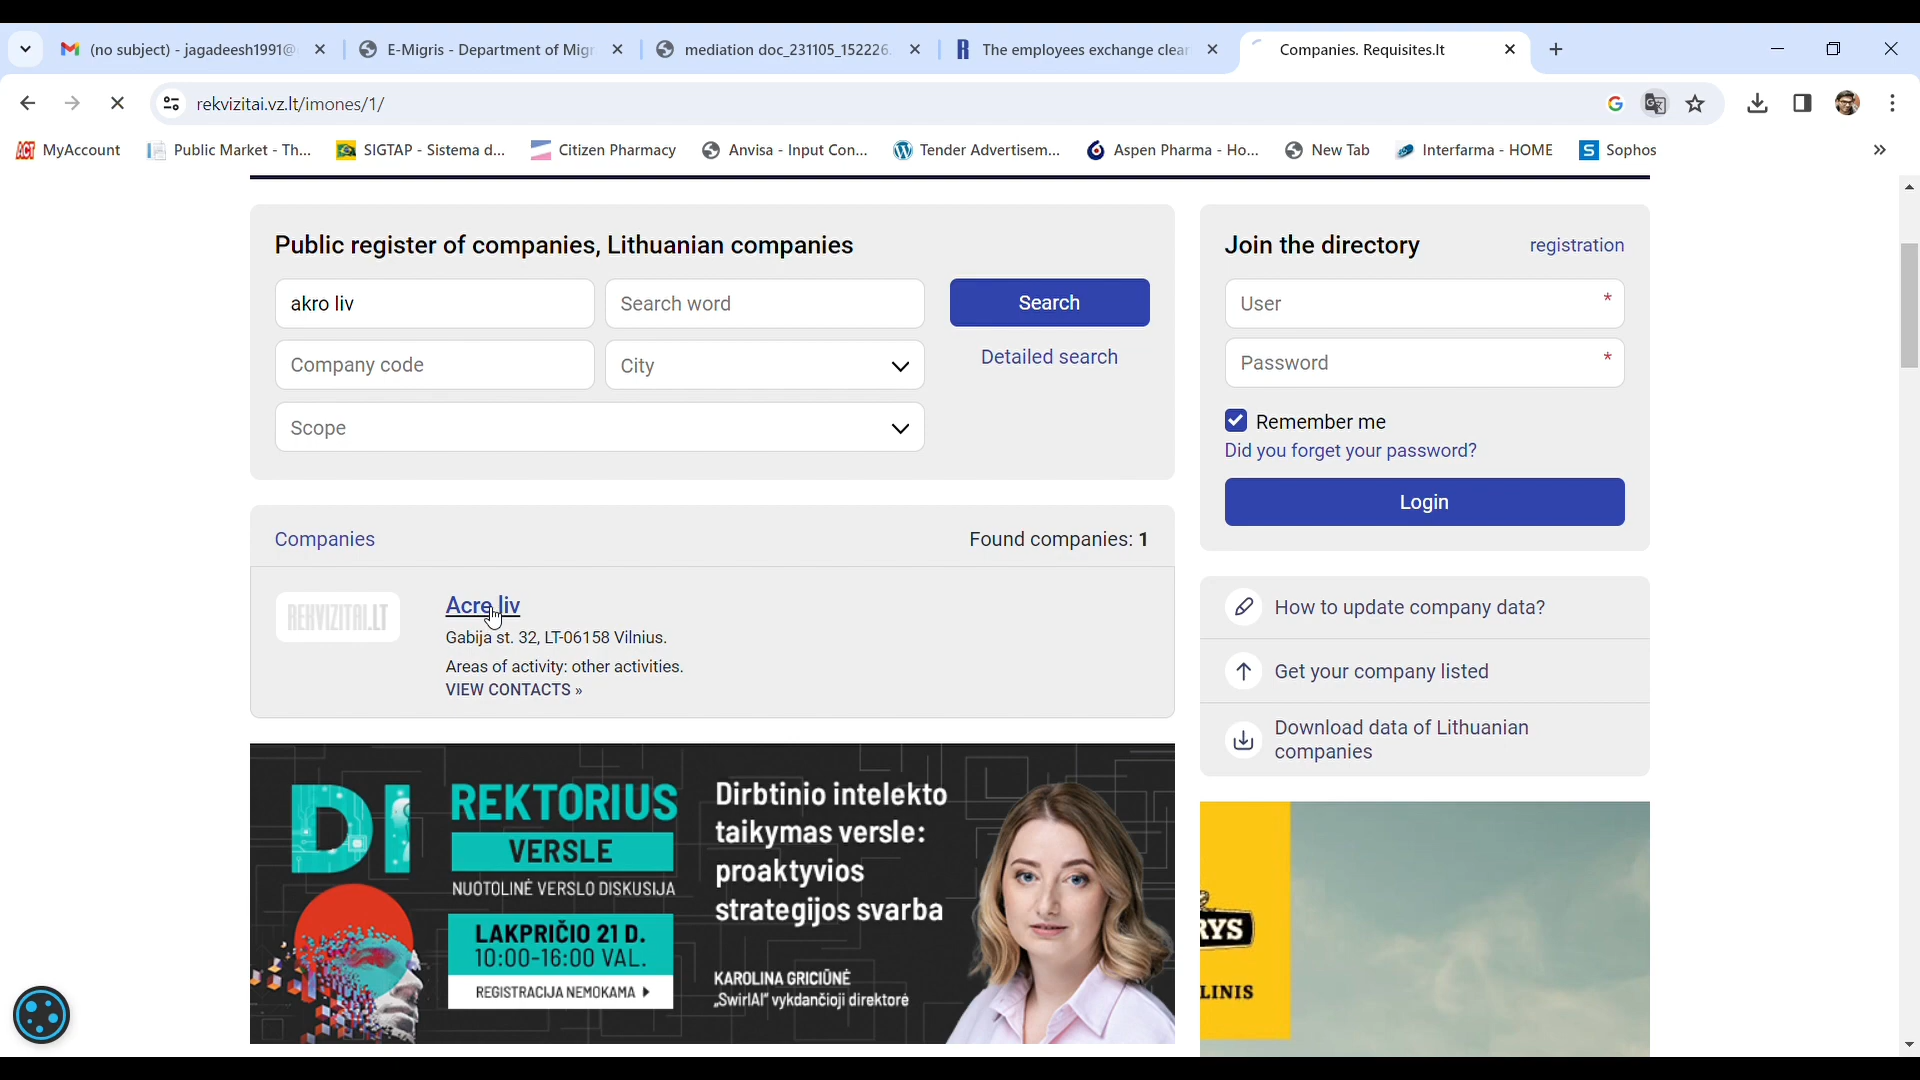 (no subject) - jagadeesh1991@
E-Migris - Department of Migr
mediation doc_231105_152226
The employees exchange clear
Companies. Requisites.lt
rekvizitai.vz.lt/imones/1/
MyAccount
Public Market - Th...
SIGTAP - Sistema d...
Citizen Pharmacy
Anvisa - Input Con...
Tender Advertisem...
Aspen Pharma - Ho...
New Tab
Interfarma - HOME
Sophos
Public register of companies, Lithuanian companies
akro liv
Search word
Search
Company code
City
Detailed search
Scope
Join the directory
registration
User *
Password *
Remember me
Did you forget your password?
Login
Companies
Found companies: 1
REKVIZITAI.LT
Acre liv
Gabija st. 32, LT-06158 Vilnius.
Areas of activity: other activities.
VIEW CONTACTS »
How to update company data?
Get your company listed
Download data of Lithuanian
companies
DI
REKTORIUS
VERSLE
NUOTOLINĖ VERSLO DISKUSIJA
LAKPRIČIO 21 D.
10:00-16:00 VAL.
REGISTRACIJA NEMOKAMA
Dirbtinio intelekto
taikymas versle:
proaktyvios
strategijos svarba
KAROLINA GRICIŪNĖ
„SwirlAI" vykdančioji direktorė
RYS
LINIS